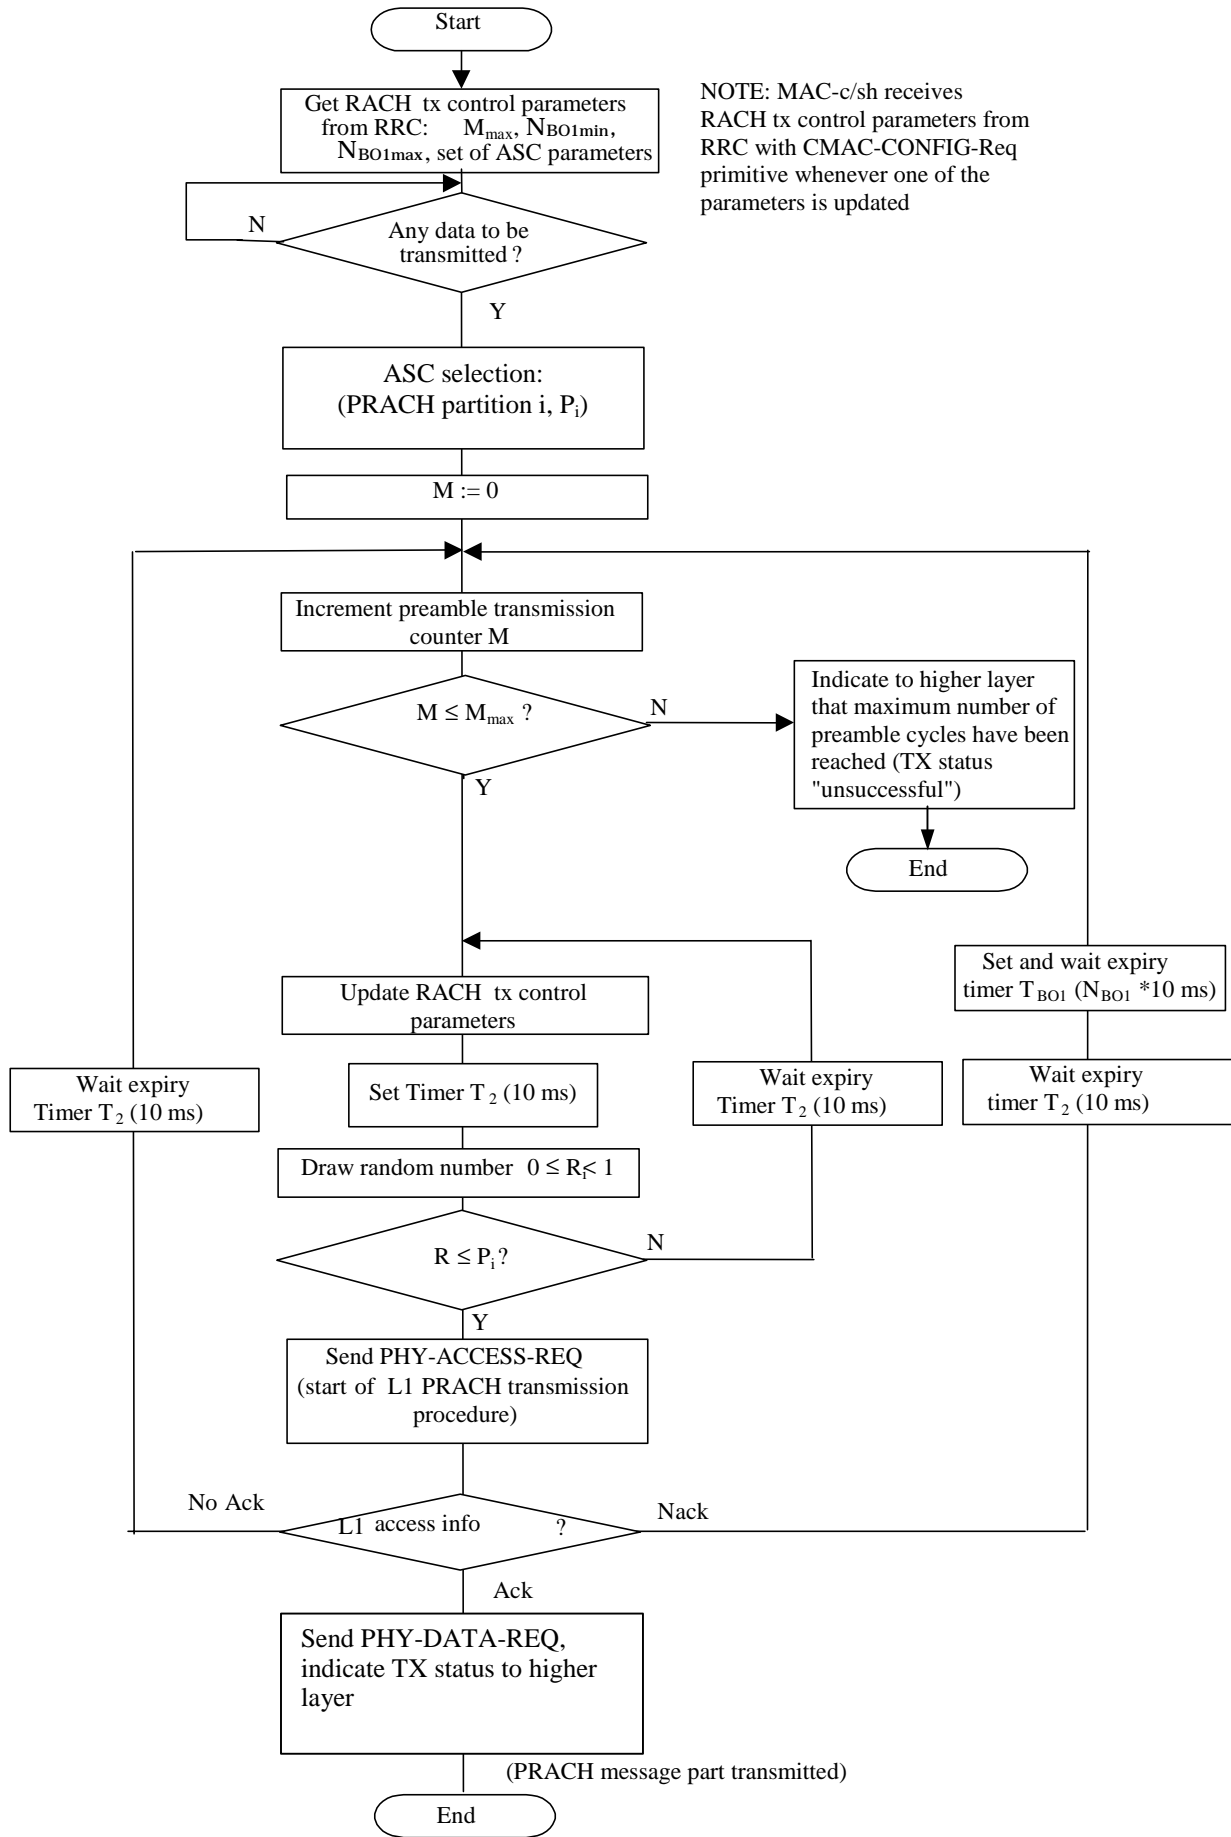 Start
Get RACH tx control parameters
from RRC: Mmax, NBO1min,
NBO1max, set of ASC parameters
NOTE: MAC-c/sh receives
RACH tx control parameters from
RRC with CMAC-CONFIG-Req
primitive whenever one of the
parameters is updated
N
Any data to be
transmitted ?
Y
ASC selection:
(PRACH partition i, Pi)
M := 0
Increment preamble transmission
counter M
M ≤ Mmax ?
N
Y
Indicate to higher layer
that maximum number of
preamble cycles have been
reached (TX status
"unsuccessful")
End
Update RACH tx control
parameters
Set and wait expiry
timer TBO1 (NBO1 *10 ms)
Wait expiry
Timer T2 (10 ms)
Set Timer T2 (10 ms)
Wait expiry
Timer T2 (10 ms)
Wait expiry
timer T2 (10 ms)
Draw random number 0 ≤ Ri< 1
R ≤ Pi?
N
Y
Send PHY-ACCESS-REQ
(start of L1 PRACH transmission
procedure)
No Ack
L1 access info ?
Nack
Ack
Send PHY-DATA-REQ,
indicate TX status to higher
layer
(PRACH message part transmitted)
End